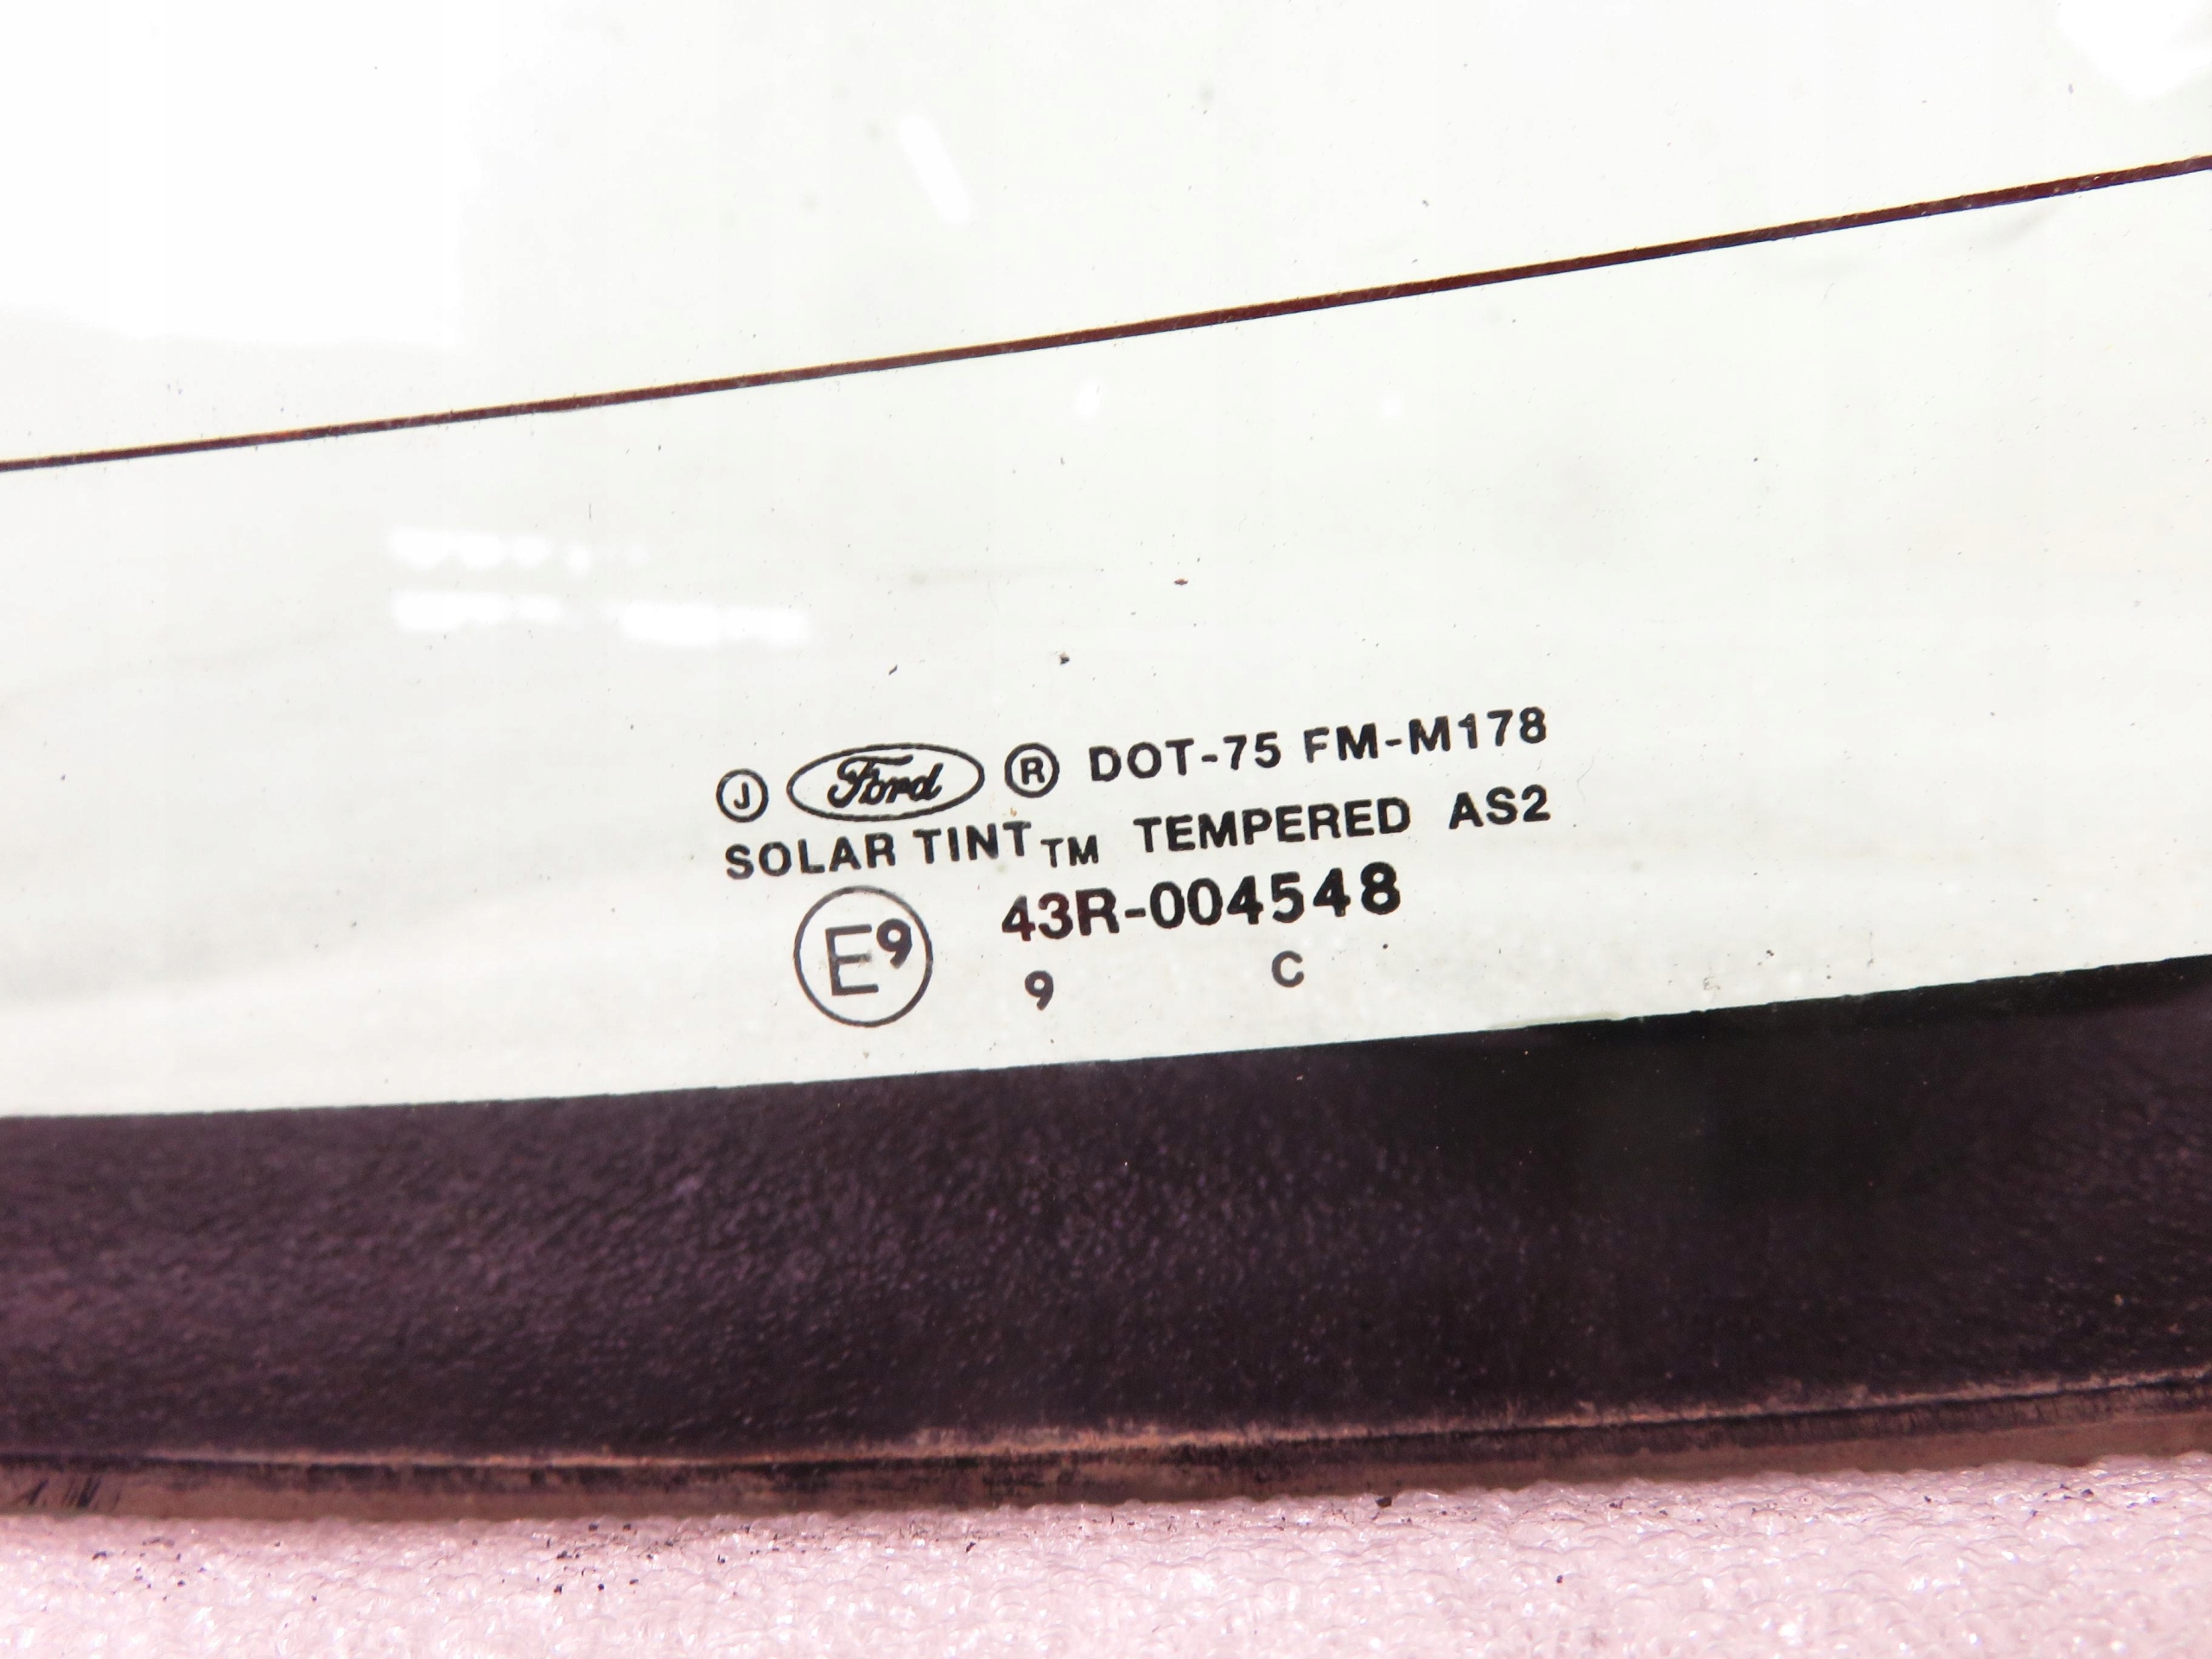 J Ford ® DOT-75 FM-M178
SOLAR TINT TM TEMPERED AS2
E9 43R-004548
9 C